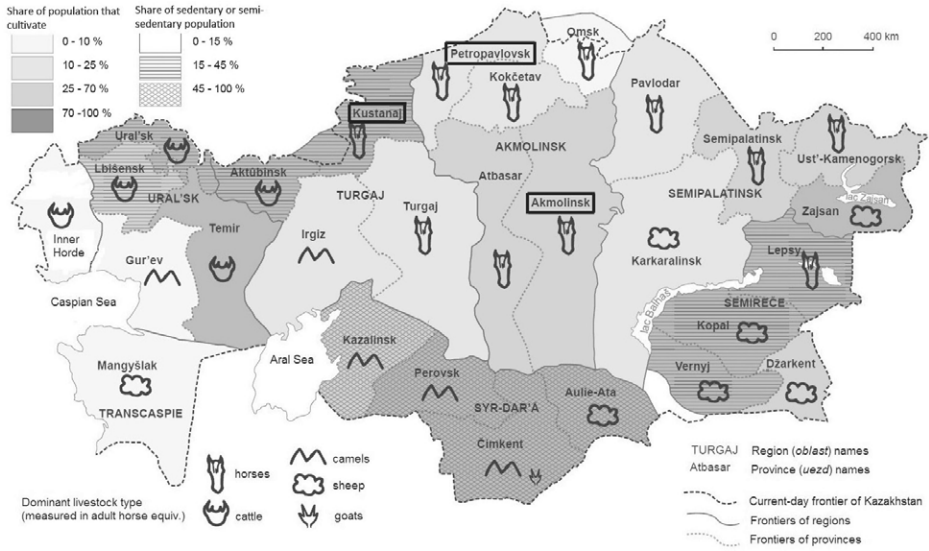 Share of population that
cultivate
0 - 10 %
10 - 25 %
25 - 70 %
70 -100%
Share of sedentary or semi-
sedentary population
0 - 15 %
15 - 45 %
45 - 100 %
0 200 400 km
Omsk
Petropavlovsk
Kokčetav
Pavlodar
Kustanaj
Ural'sk
AKMOLINSK
Semipalatinsk
Ust'-Kamenogorsk
Lbišensk
Aktübinsk
Atbasar
URAL'SK
TURGAJ
SEMIPALATINSK
lac Zajsan
Akmolinsk
Turgaj
Zajsan
Temir
Irgiz
Inner
Horde
Gur'ev
Karkaralinsk
Lepsy
Caspian Sea
lac Balhaš
SEMIREČE
Kopal
Kazalinsk
Aral Sea
Mangyšlak
Perovsk
Vernyj
Džarkent
Aulie-Ata
TRANSCASPIE
SYR-DAR'Â
Čimkent
TURGAJ Region (oblast) names
Atbasar Province (uezd) names
horses
camels
sheep
Dominant livestock type
(measured in adult horse equiv.)
cattle
goats
Current-day frontier of Kazakhstan
Frontiers of regions
Frontiers of provinces